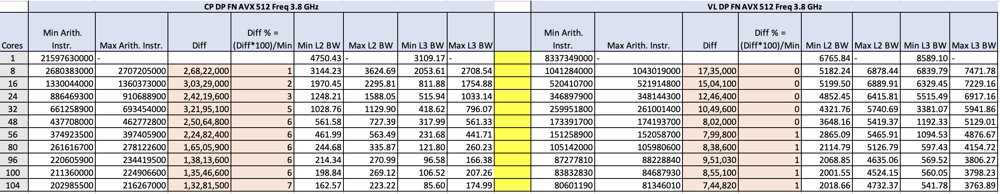 CP DP FN AVX 512 Freq 3.8 GHz VL DP FN AVX 512 Freq 3.8 GHz
Cores Min Arith. Instr. Max Arith. Instr. Diff Diff % = (Diff*100)/Min Min L2 BW Max L2 BW Min L3 BW Max L3 BW Min Arith. Instr. Max Arith. Instr. Diff Diff % = (Diff*100)/Min Min L2 BW Max L2 BW Min L3 BW Max L3 BW
1 21597630000 - 4750.43 - 3109.17 - 8337349000 - 6765.84 - 8589.10 -
8 2680383000 2707205000 2,68,22,000 1 3144.23 3624.69 2053.61 2708.54 1041284000 1043019000 17,35,000 0 5182.24 6878.44 6839.79 7471.78
16 1330044000 1360373000 3,03,29,000 2 1970.45 2295.81 811.88 1754.88 520410700 521914800 15,04,100 0 5199.50 6889.91 6329.45 7229.16
24 886469300 910688900 2,42,19,600 3 1248.21 1588.05 515.94 1033.14 346897900 348144300 12,46,400 0 4852.45 6415.81 5515.49 6917.16
32 661258900 693454000 3,21,95,100 5 1028.76 1129.90 418.62 796.07 259951800 261001400 10,49,600 0 4321.76 5740.69 3381.07 5941.86
48 437708000 462772800 2,50,64,800 6 561.58 727.39 317.99 561.33 173391700 174193700 8,02,000 0 3648.16 5419.37 1192.33 5129.01
56 374923500 397405900 2,24,82,400 6 461.99 563.49 231.68 441.71 151258900 152058700 7,99,800 1 2865.09 5465.91 1094.53 4876.67
80 261616700 278122600 1,65,05,900 6 244.68 335.87 121.80 260.23 105142000 105980600 8,38,600 1 2114.79 5126.79 597.43 4154.72
96 220605900 234419500 1,38,13,600 6 214.34 270.99 96.58 166.38 87277810 88228840 9,51,030 1 2068.85 4635.06 569.52 3806.27
100 211360000 224906600 1,35,46,600 6 198.84 269.12 106.52 207.26 83832830 84687930 8,55,100 1 2001.55 4524.15 560.05 3798.23
104 202985500 216267000 1,32,81,500 7 162.57 223.22 85.60 174.99 80601190 81346010 7,44,820 1 2018.66 4732.37 541.78 3763.89